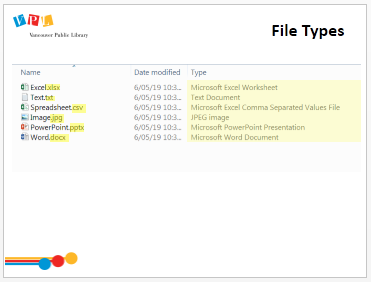 VPL
Vancouver Public Library
File Types
Name Date modified Type
Excel.xlsx 6/05/19 10:3... Microsoft Excel Worksheet
Text.txt 6/05/19 10:3... Text Document
Spreadsheet.csv 6/05/19 10:3... Microsoft Excel Comma Separated Values File
Image.jpg 6/05/19 10:3... JPEG image
PowerPoint.pptx 6/05/19 10:3... Microsoft PowerPoint Presentation
Word.docx 6/05/19 10:3... Microsoft Word Document